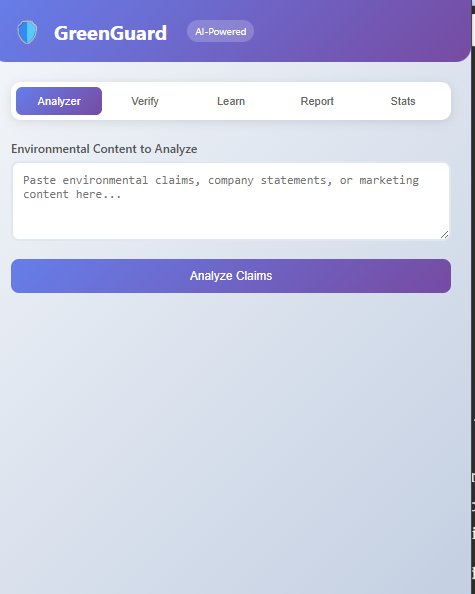 GreenGuard AI-Powered
Analyzer Verify Learn Report Stats
Environmental Content to Analyze
Paste environmental claims, company statements, or marketing
content here...
Analyze Claims